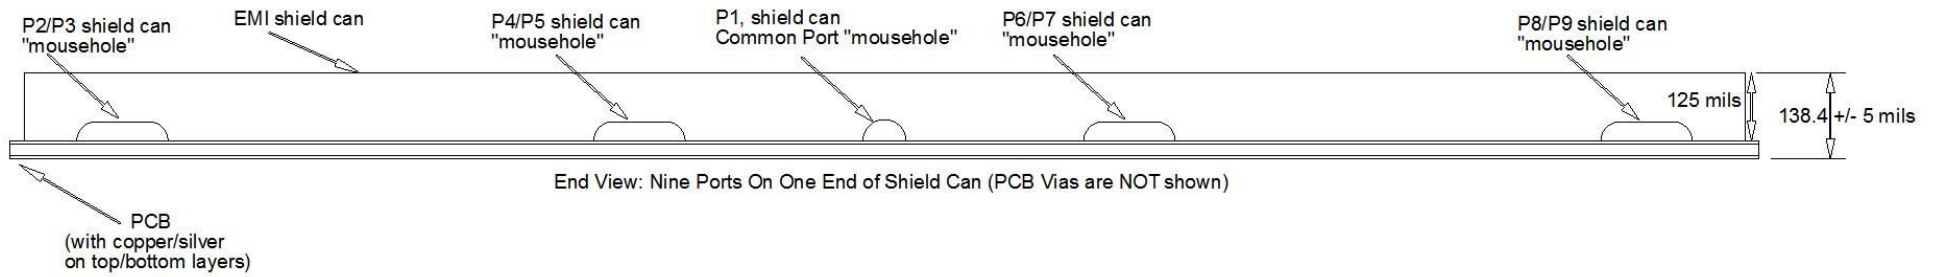 P2/P3 shield can
"mousehole"
EMI shield can
P4/P5 shield can
"mousehole"
P1, shield can
Common Port "mousehole"
P6/P7 shield can
"mousehole"
P8/P9 shield can
"mousehole"
125 mils
138.4 +/- 5 mils
End View: Nine Ports On One End of Shield Can (PCB Vias are NOT shown)
PCB
(with copper/silver
on top/bottom layers)